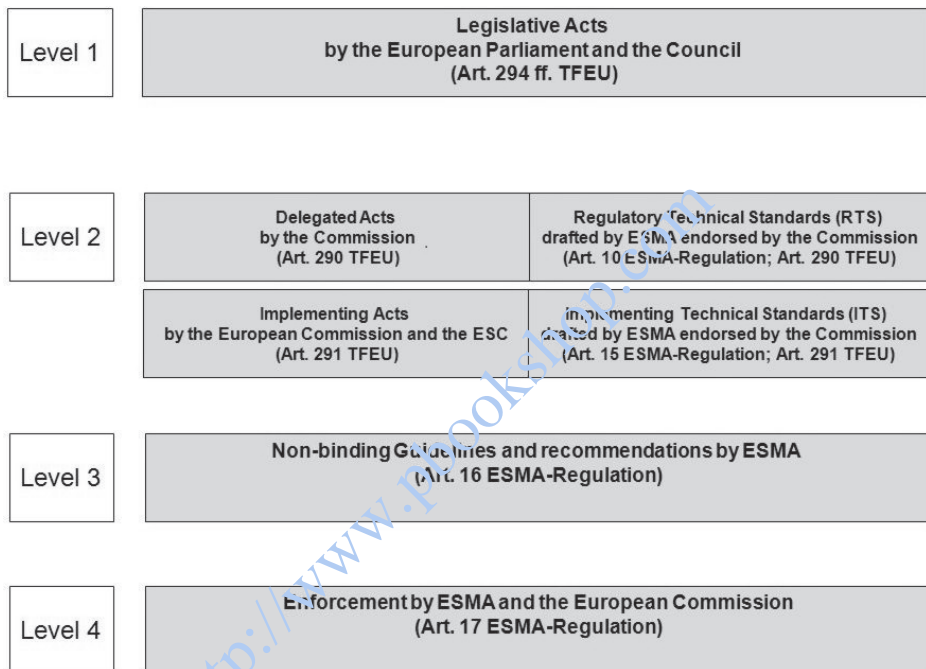 Level 1
Legislative Acts
by the European Parliament and the Council
(Art. 294 ff. TFEU)
Level 2
Delegated Acts
by the Commission
(Art. 290 TFEU)
Regulatory Technical Standards (RTS)
drafted by ESMA endorsed by the Commission
(Art. 10 ESMA-Regulation; Art. 290 TFEU)
Implementing Acts
by the European Commission and the ESC
(Art. 291 TFEU)
Implementing Technical Standards (ITS)
drafted by ESMA endorsed by the Commission
(Art. 15 ESMA-Regulation; Art. 291 TFEU)
Level 3
Non-binding Guidelines and recommendations by ESMA
(Art. 16 ESMA-Regulation)
Level 4
Enforcement by ESMA and the European Commission
(Art. 17 ESMA-Regulation)
http://www.pbookshop.com